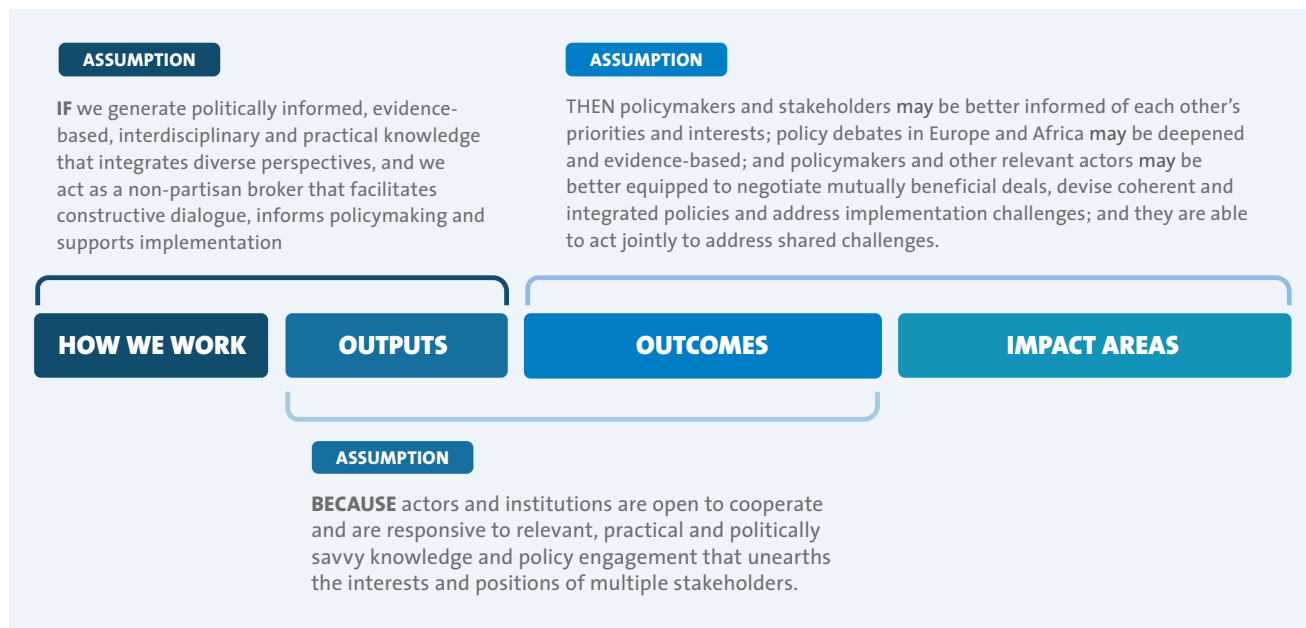 ASSUMPTION
IF we generate politically informed, evidence-
based, interdisciplinary and practical knowledge
that integrates diverse perspectives, and we
act as a non-partisan broker that facilitates
constructive dialogue, informs policymaking and
supports implementation
ASSUMPTION
THEN policymakers and stakeholders may be better informed of each other’s
priorities and interests; policy debates in Europe and Africa may be deepened
and evidence-based; and policymakers and other relevant actors may be
better equipped to negotiate mutually beneficial deals, devise coherent and
integrated policies and address implementation challenges; and they are able
to act jointly to address shared challenges.
HOW WE WORK
OUTPUTS
OUTCOMES
IMPACT AREAS
ASSUMPTION
BECAUSE actors and institutions are open to cooperate
and are responsive to relevant, practical and politically
savvy knowledge and policy engagement that unearths
the interests and positions of multiple stakeholders.